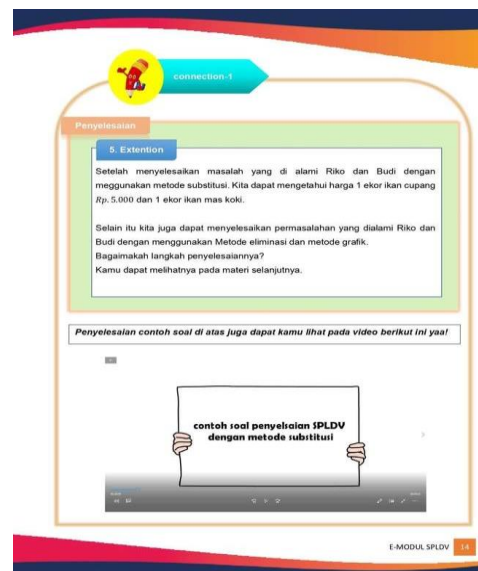 connection-1
Penyelesaian
5. Extention
Setelah menyelesaikan masalah yang di alami Riko dan Budi dengan
meggunakan metode substitusi. Kita dapat mengetahui harga 1 ekor ikan cupang
Rp. 5.000 dan 1 ekor ikan mas koki.
Selain itu kita juga dapat menyelesaikan permasalahan yang dialami Riko dan
Budi dengan menggunakan Metode eliminasi dan metode grafik.
Bagaimakah langkah penyelesaiannya?
Kamu dapat melihatnya pada materi selanjutnya.
Penyelesaian contoh soal di atas juga dapat kamu lihat pada video berikut ini yaa!
contoh soal penyelsaian SPLDV
dengan metode substitusi
E-MODUL SPLDV 14